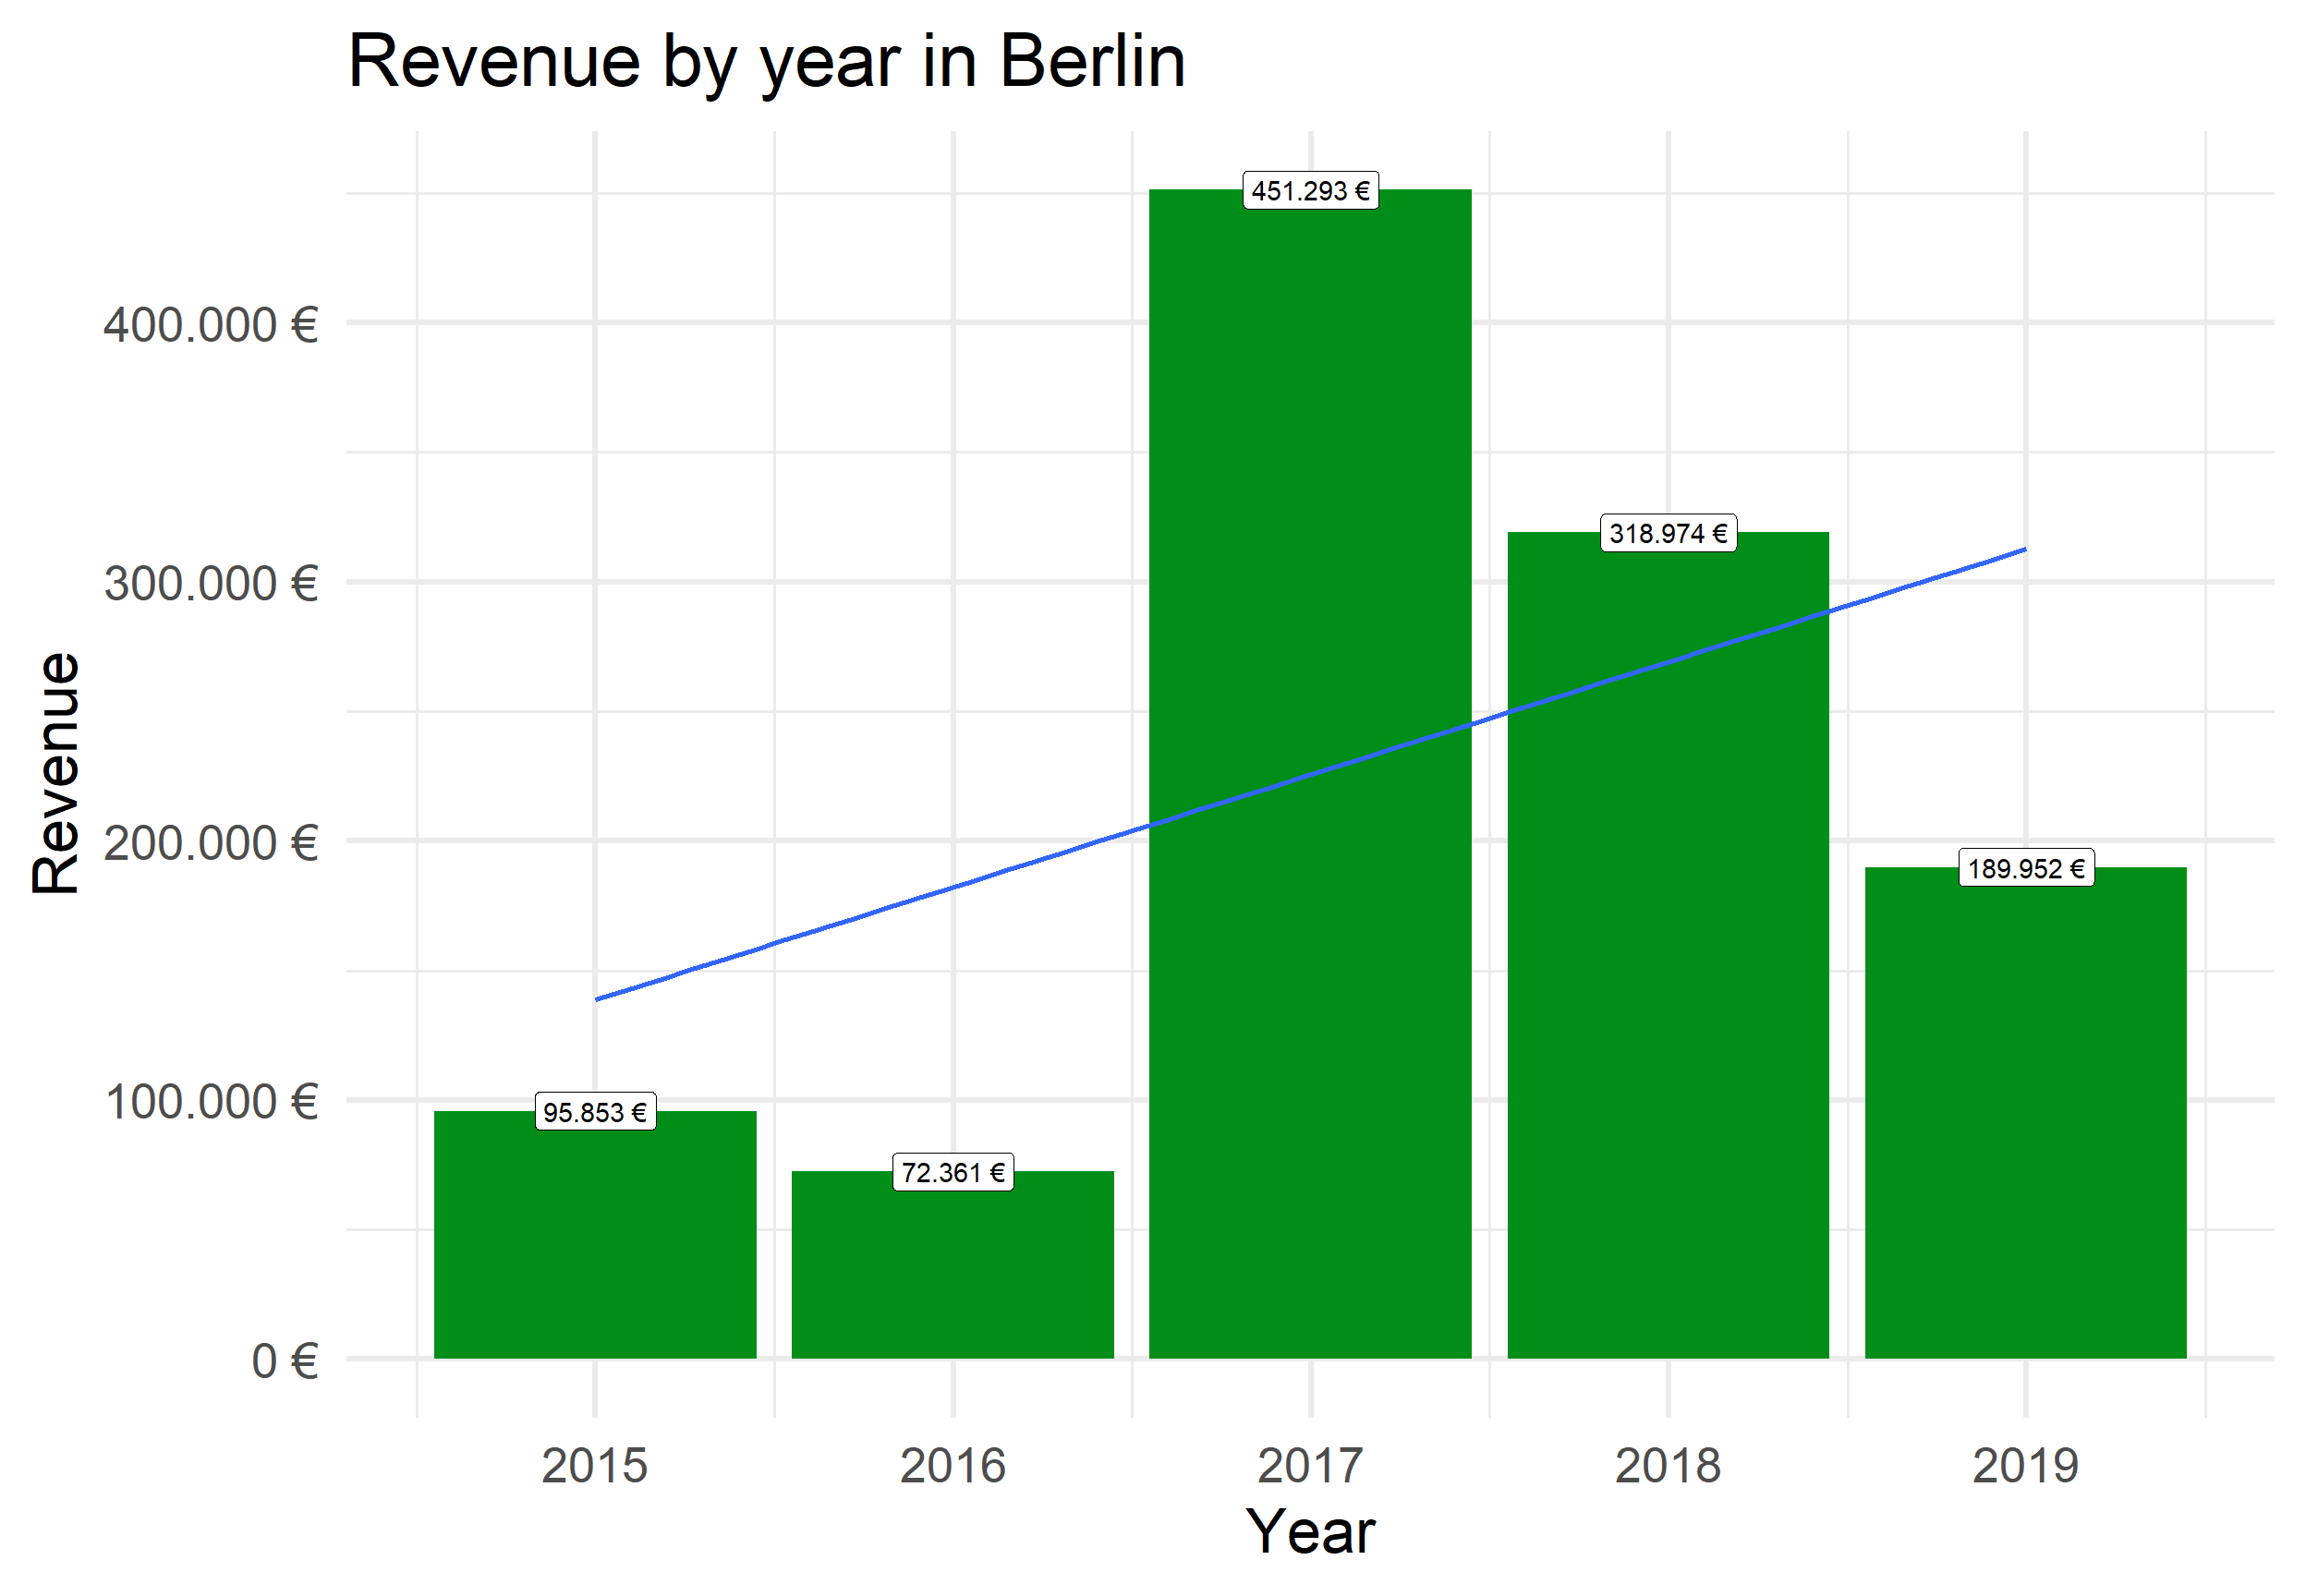 Revenue by year in Berlin
451.293 €
400.000 €
318.974 €
300.000 €
Revenue
200.000 €
189.952 €
100.000 €
95.853 €
72.361 €
0 €
2015 2016 2017 2018 2019
Year